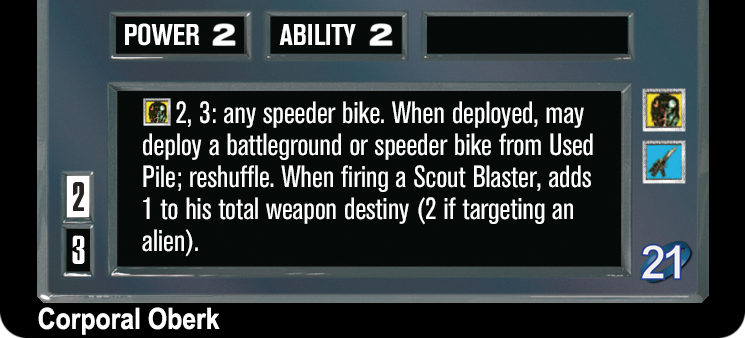 POWER 2 ABILITY 2
2, 3: any speeder bike. When deployed, may
deploy a battleground or speeder bike from Used
Pile; reshuffle. When firing a Scout Blaster, adds
1 to his total weapon destiny (2 if targeting an
alien).
2
3
21
Corporal Oberk